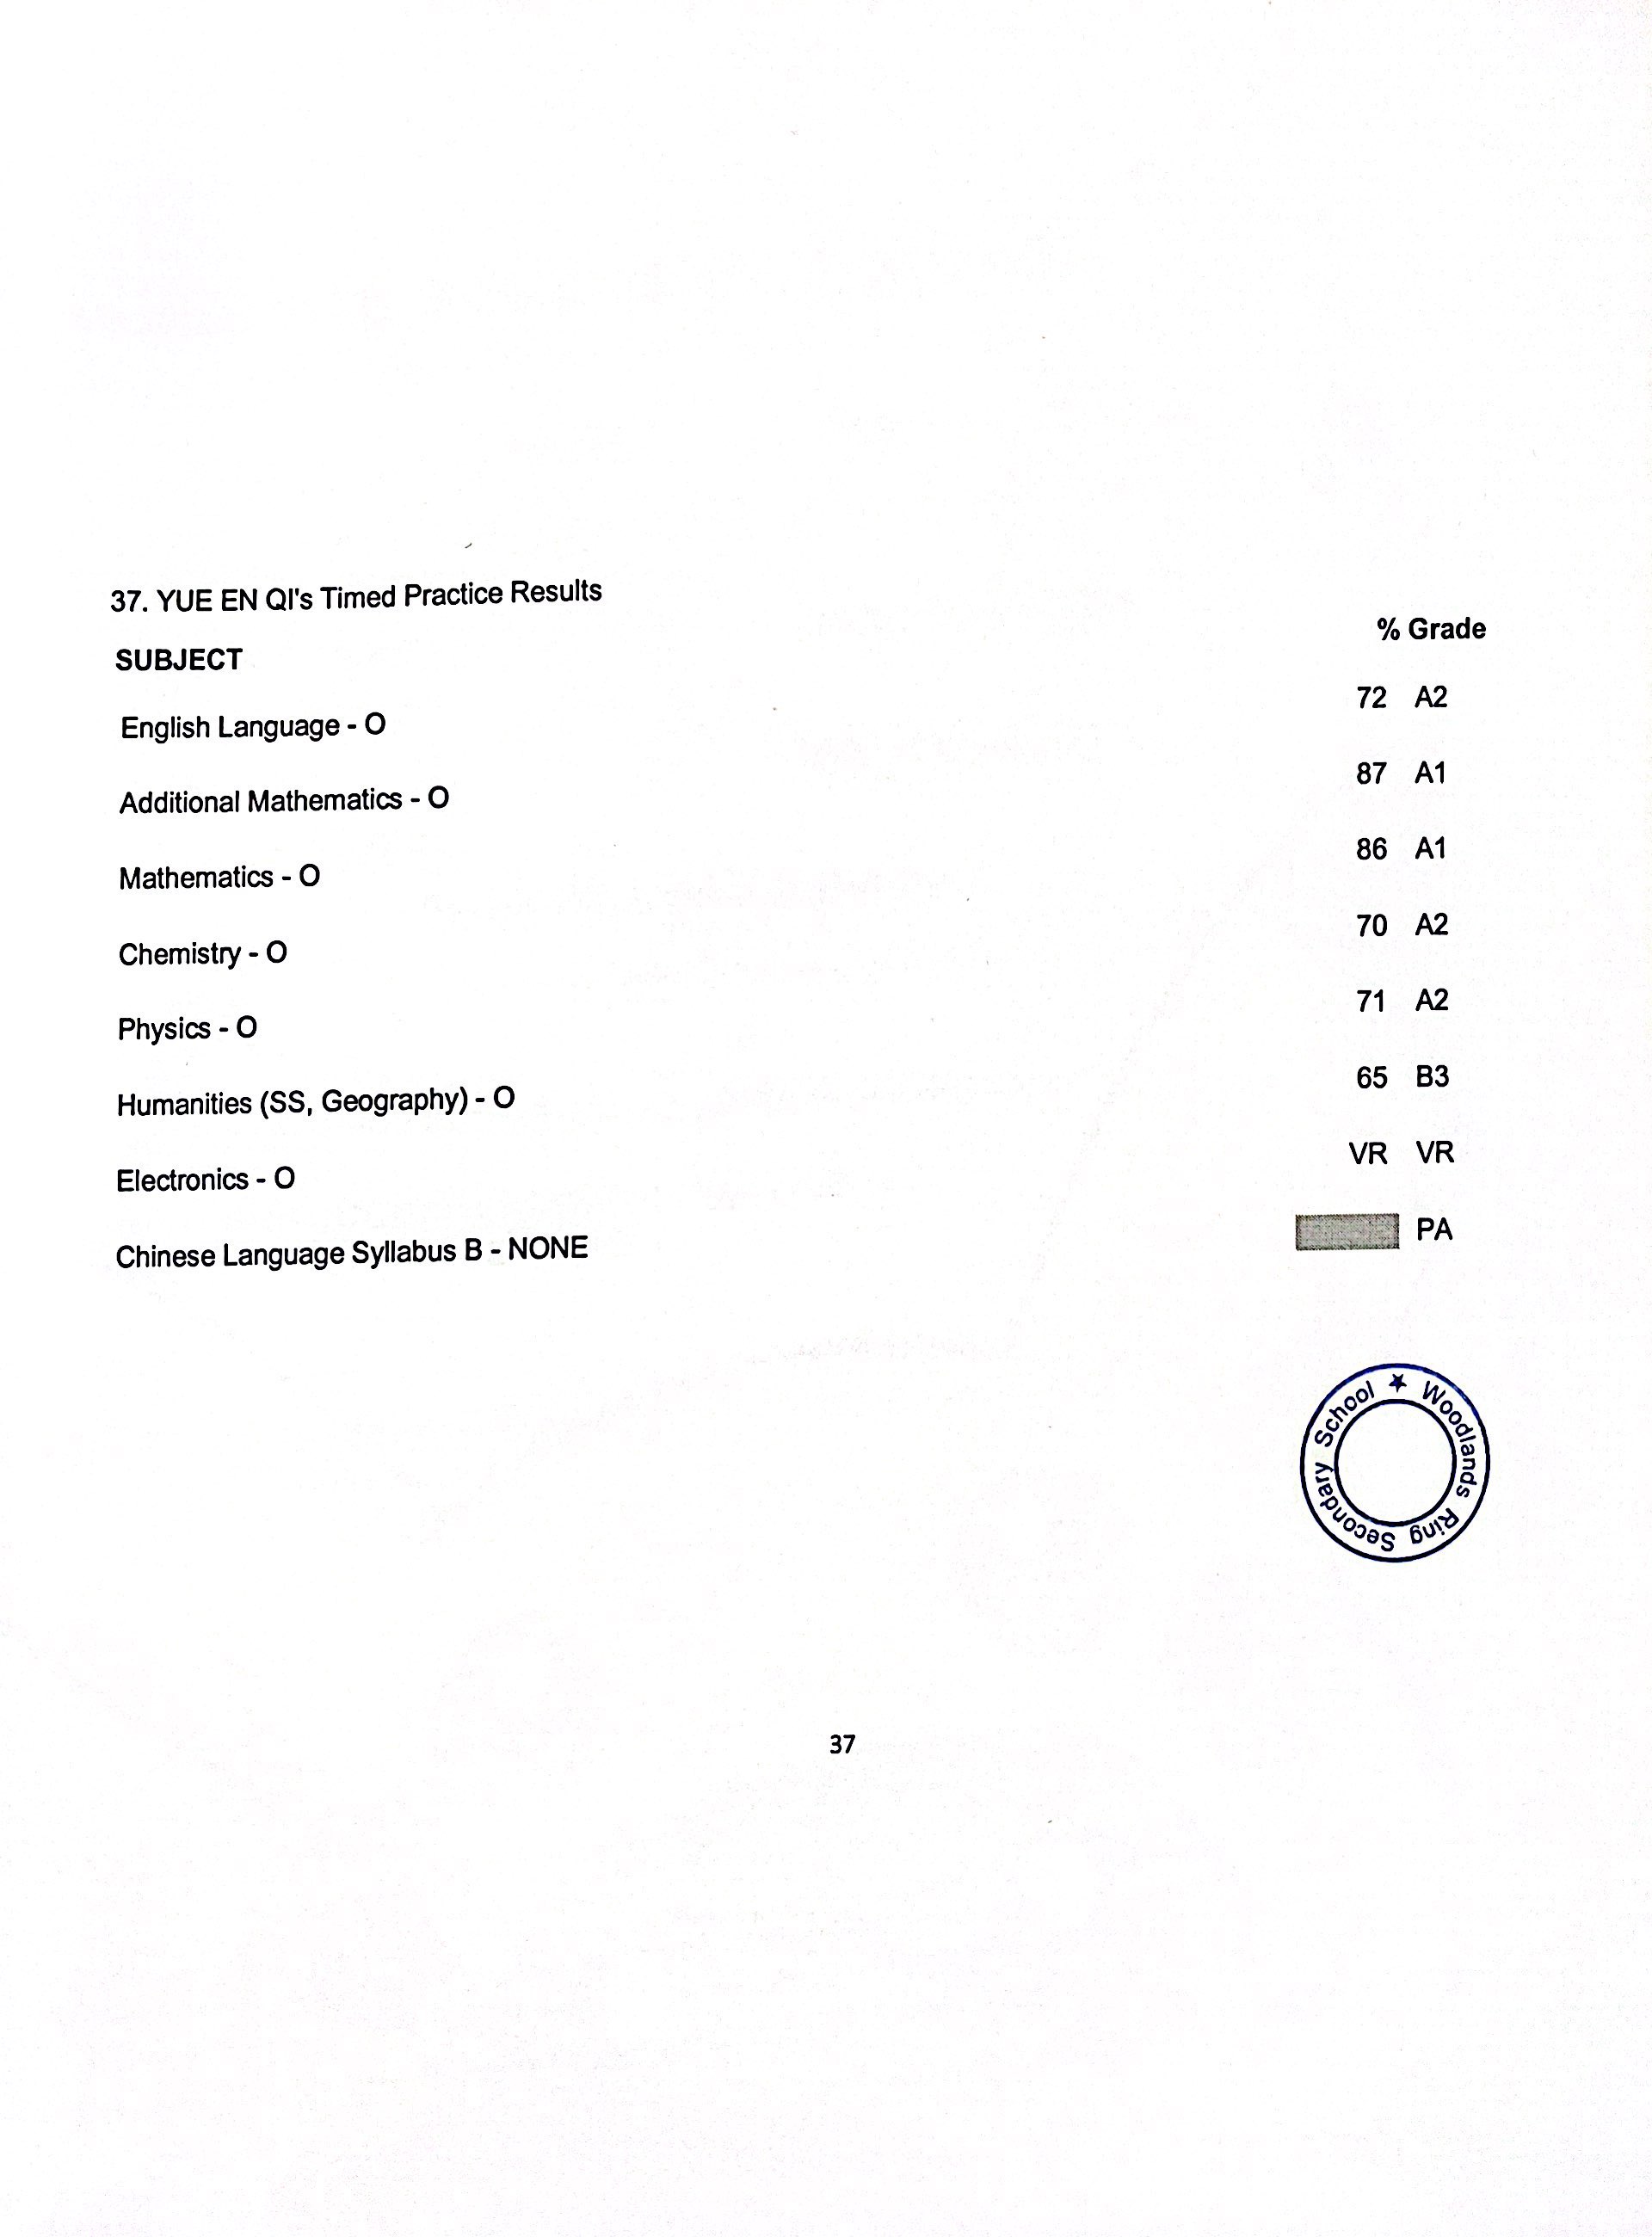 37. YUE EN QI's Timed Practice Results
SUBJECT % Grade
English Language - O 72 A2
Additional Mathematics - O 87 A1
Mathematics - O 86 A1
Chemistry - O 70 A2
Physics - O 71 A2
Humanities (SS, Geography) - O 65 B3
Electronics - O VR VR
Chinese Language Syllabus B - NONE PA
★ Woodlands Ring Secondary School
37